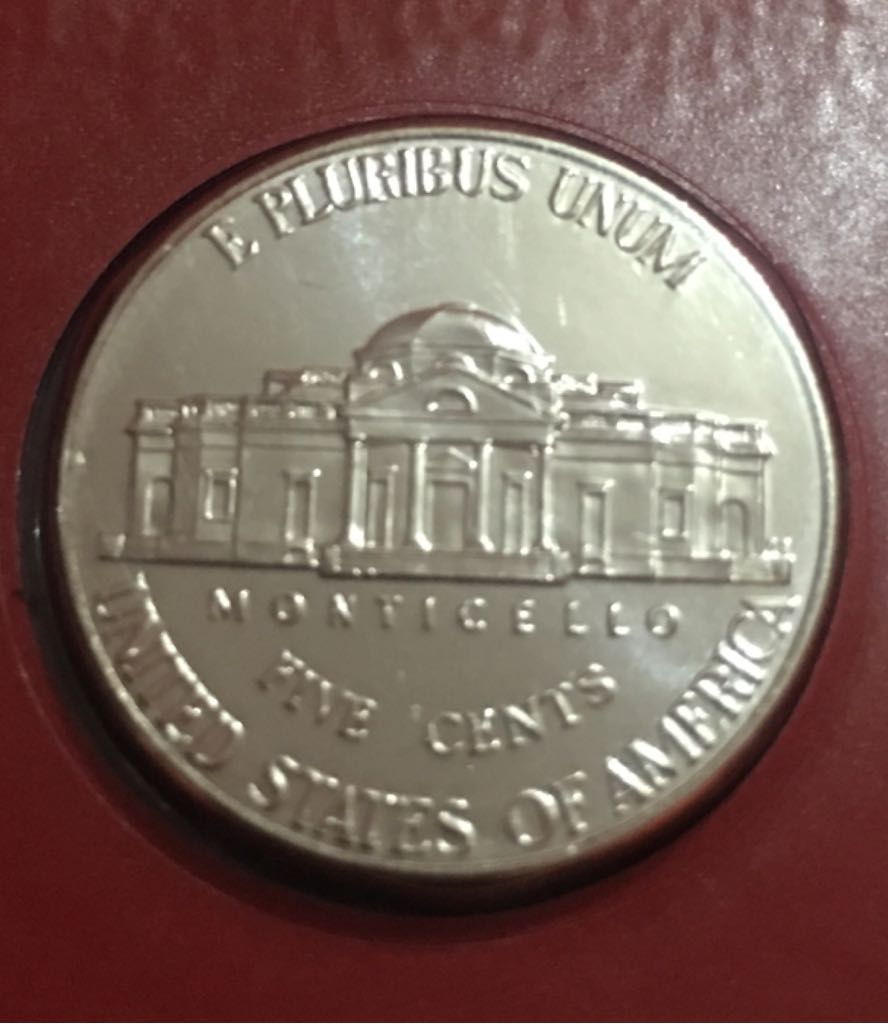 E PLURIBUS UNUM
MONTICELLO
FIVE CENTS
UNITED STATES OF AMERICA